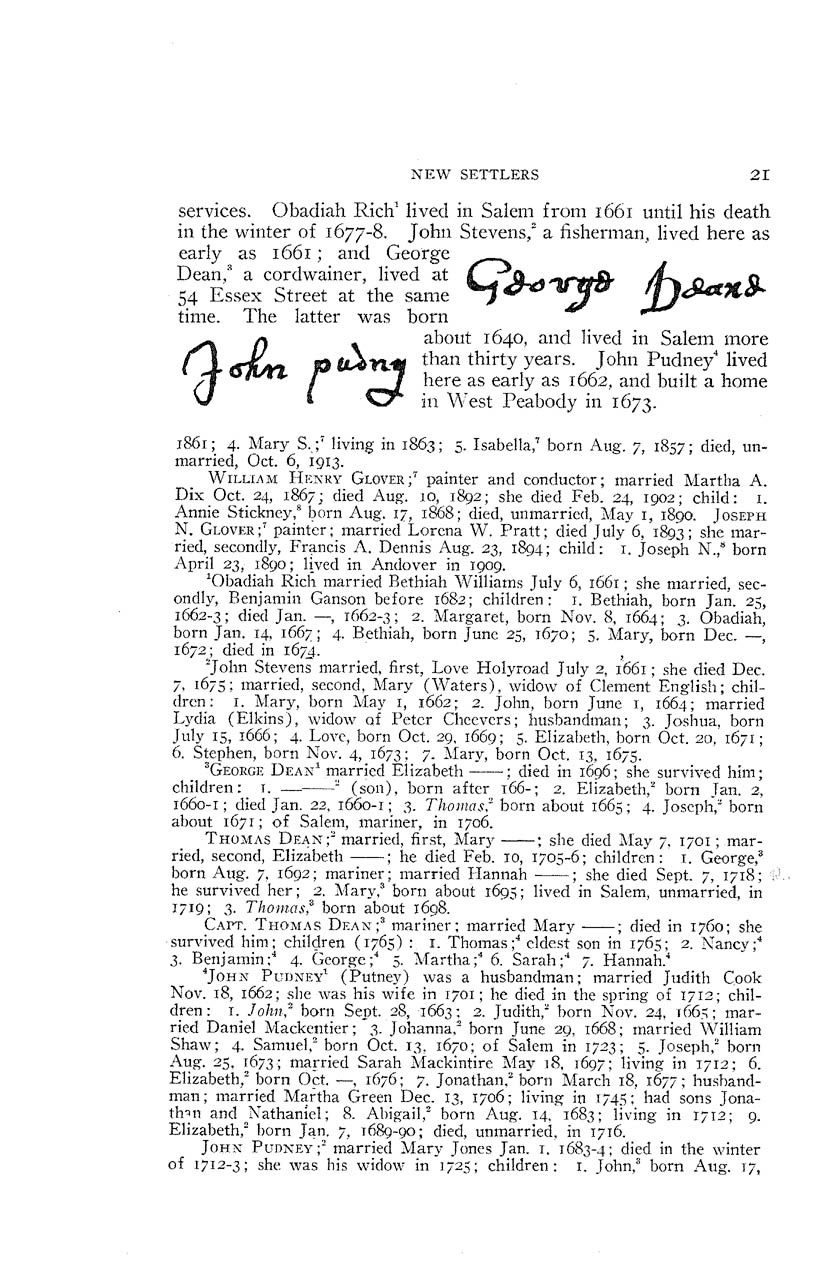 NEW SETTLERS 21
services. Obadiah Rich¹ lived in Salem from 1661 until his death
in the winter of 1677-8. John Stevens,² a fisherman, lived here as
early as 1661; and George
Dean,³ a cordwainer, lived at
54 Essex Street at the same
time. The latter was born
George Deane
about 1640, and lived in Salem more
than thirty years. John Pudney⁴ lived
here as early as 1662, and built a home
in West Peabody in 1673.
John pudny
1861; 4. Mary S.;⁷ living in 1863; 5. Isabella,⁷ born Aug. 7, 1857; died, un-
married, Oct. 6, 1913.
WILLIAM HENRY GLOVER;⁷ painter and conductor; married Martha A.
Dix Oct. 24, 1867; died Aug. 10, 1892; she died Feb. 24, 1902; child: 1.
Annie Stickney,⁸ born Aug. 17, 1868; died, unmarried, May 1, 1890. JOSEPH
N. GLOVER;⁷ painter; married Lorena W. Pratt; died July 6, 1893; she mar-
ried, secondly, Francis A. Dennis Aug. 23, 1894; child: 1. Joseph N.,⁸ born
April 23, 1890; lived in Andover in 1909.
¹Obadiah Rich married Bethiah Williams July 6, 1661; she married, sec-
ondly, Benjamin Ganson before 1682; children: 1. Bethiah, born Jan. 25,
1662-3; died Jan. —, 1662-3; 2. Margaret, born Nov. 8, 1664; 3. Obadiah,
born Jan. 14, 1667; 4. Bethiah, born June 25, 1670; 5. Mary, born Dec. —,
1672; died in 1674.
²John Stevens married, first, Love Holyroad July 2, 1661; she died Dec.
7, 1675; married, second, Mary (Waters), widow of Clement English; chil-
dren: 1. Mary, born May 1, 1662; 2. John, born June 1, 1664; married
Lydia (Elkins), widow of Peter Cheevers; husbandman; 3. Joshua, born
July 15, 1666; 4. Love, born Oct. 29, 1669; 5. Elizabeth, born Oct. 20, 1671;
6. Stephen, born Nov. 4, 1673; 7. Mary, born Oct. 13, 1675.
³GEORGE DEAN¹ married Elizabeth ——; died in 1696; she survived him;
children: 1. ———² (son), born after 166-; 2. Elizabeth,² born Jan. 2,
1660-1; died Jan. 22, 1660-1; 3. Thomas,² born about 1665; 4. Joseph,² born
about 1671; of Salem, mariner, in 1706.
THOMAS DEAN;² married, first, Mary ——; she died May 7, 1701; mar-
ried, second, Elizabeth ——; he died Feb. 10, 1705-6; children: 1. George,³
born Aug. 7, 1692; mariner; married Hannah ——; she died Sept. 7, 1718;
he survived her; 2. Mary,³ born about 1695; lived in Salem, unmarried, in
1719; 3. Thomas,³ born about 1698.
CAPT. THOMAS DEAN;³ mariner; married Mary ——; died in 1760; she
survived him; children (1765): 1. Thomas;⁴ eldest son in 1765; 2. Nancy;⁴
3. Benjamin;⁴ 4. George;⁴ 5. Martha;⁴ 6. Sarah;⁴ 7. Hannah.⁴
⁴JOHN PUDNEY¹ (Putney) was a husbandman; married Judith Cook
Nov. 18, 1662; she was his wife in 1701; he died in the spring of 1712; chil-
dren: 1. John,² born Sept. 28, 1663; 2. Judith,² born Nov. 24, 1665; mar-
ried Daniel Mackentier; 3. Johanna,² born June 29, 1668; married William
Shaw; 4. Samuel,² born Oct. 13, 1670; of Salem in 1723; 5. Joseph,² born
Aug. 25, 1673; married Sarah Mackintire May 18, 1697; living in 1712; 6.
Elizabeth,² born Oct. —, 1676; 7. Jonathan,² born March 18, 1677; husband-
man; married Martha Green Dec. 13, 1706; living in 1745; had sons Jona-
than and Nathaniel; 8. Abigail,² born Aug. 14, 1683; living in 1712; 9.
Elizabeth,² born Jan. 7, 1689-90; died, unmarried, in 1716.
JOHN PUDNEY;² married Mary Jones Jan. 1, 1683-4; died in the winter
of 1712-3; she was his widow in 1725; children: 1. John,³ born Aug. 17,